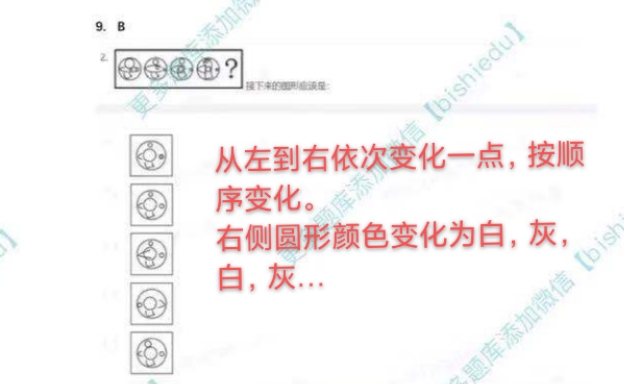 9. B
2.
?
接下来的图形应该是:
从左到右依次变化一点，按顺
序变化。
右侧圆形颜色变化为白，灰，
白，灰...
更多题库添加微信【bishiedu】
更多题库添加微信【bishi